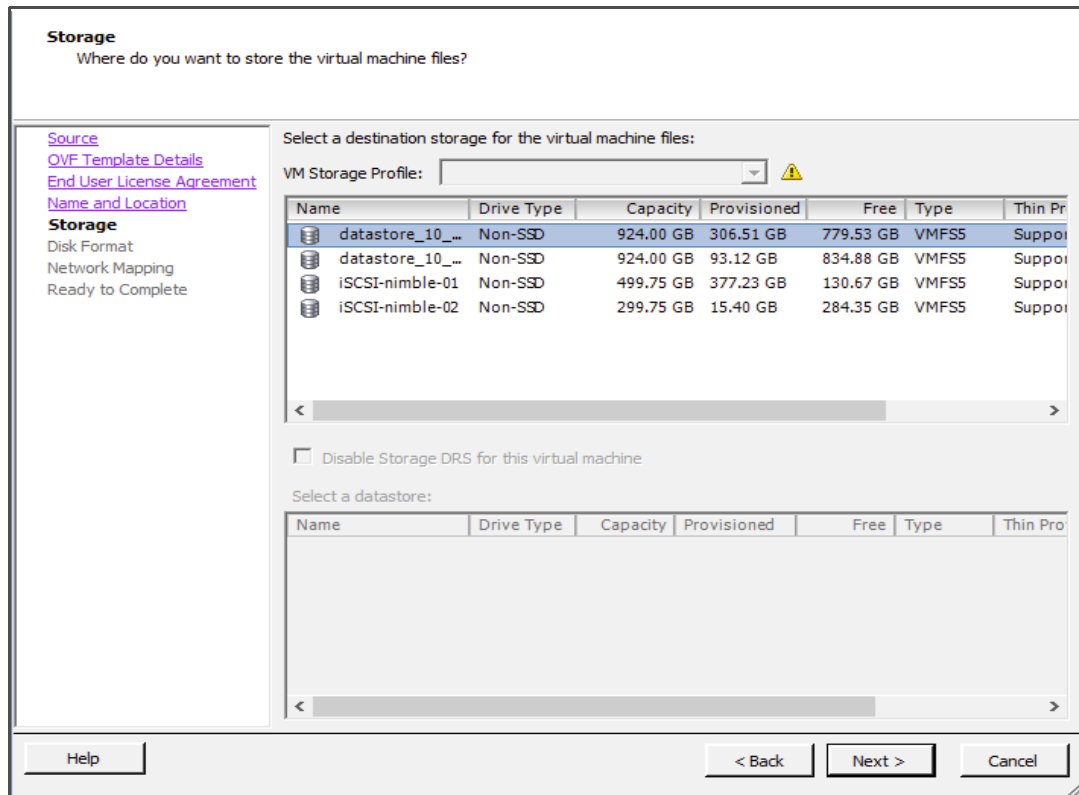 Storage
Where do you want to store the virtual machine files?
Source
OVF Template Details
End User License Agreement
Name and Location
Storage
Disk Format
Network Mapping
Ready to Complete
Select a destination storage for the virtual machine files:
VM Storage Profile:
Name Drive Type Capacity Provisioned Free Type Thin Pr
datastore_10_... Non-SSD 924.00 GB 306.51 GB 779.53 GB VMFS5 Suppor
datastore_10_... Non-SSD 924.00 GB 93.12 GB 834.88 GB VMFS5 Suppor
iSCSI-nimble-01 Non-SSD 499.75 GB 377.23 GB 130.67 GB VMFS5 Suppor
iSCSI-nimble-02 Non-SSD 299.75 GB 15.40 GB 284.35 GB VMFS5 Suppor
Disable Storage DRS for this virtual machine
Select a datastore:
Name Drive Type Capacity Provisioned Free Type Thin Pro
Help < Back Next > Cancel